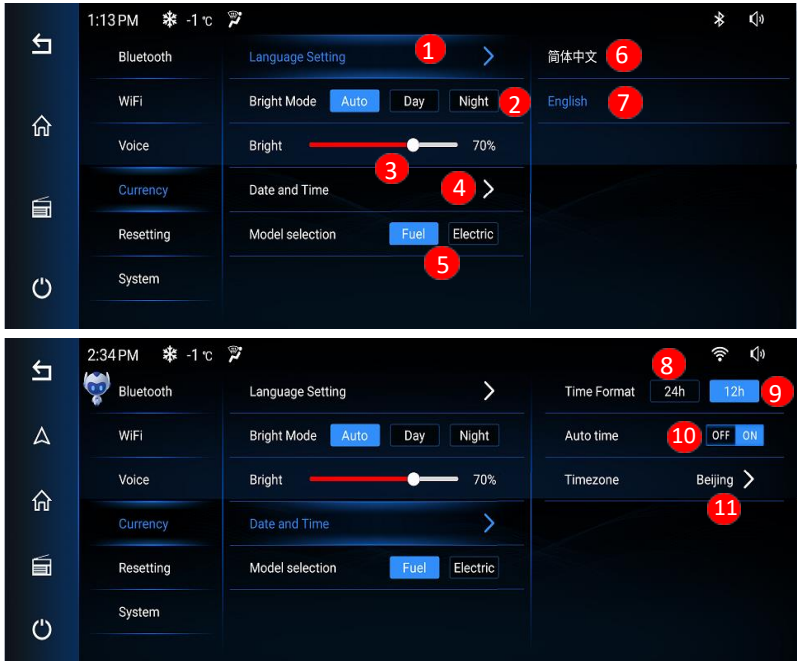 1:13 PM -1 ℃
Bluetooth
WiFi
Voice
Currency
Resetting
System
Language Setting 1
Bright Mode Auto Day Night 2
Bright 70%
3
Date and Time 4
Model selection Fuel Electric
5
简体中文 6
English 7
2:34 PM -1 ℃
Bluetooth
WiFi
Voice
Currency
Resetting
System
Language Setting
Bright Mode Auto Day Night
Bright 70%
Date and Time
Model selection Fuel Electric
8
Time Format 24h 12h 9
Auto time 10 OFF ON
Timezone Beijing
11